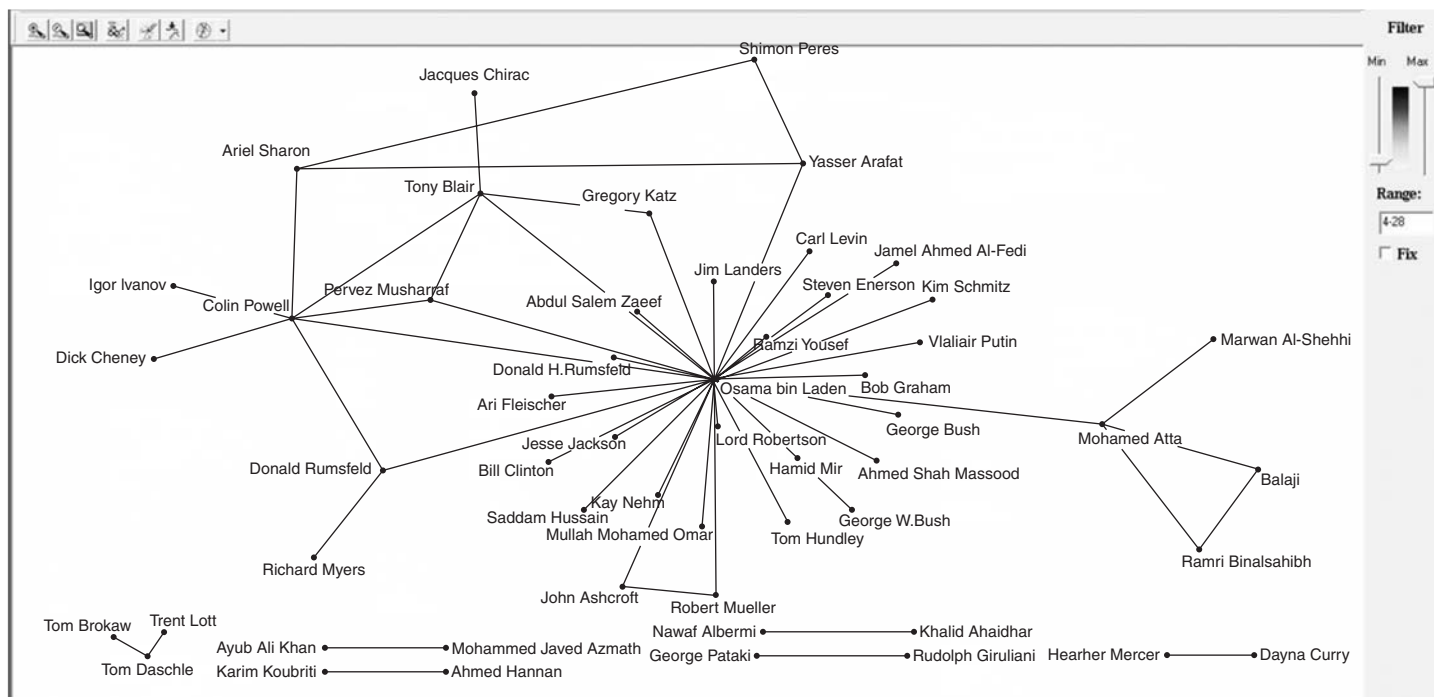 Filter
Shimon Peres
Jacques Chirac
Min Max
Ariel Sharon
Yasser Arafat
Tony Blair
Gregory Katz
Range:
4-28
Carl Levin
Jamel Ahmed Al-Fedi
Fix
Jim Landers
Igor Ivanov
Pervez Musharraf
Steven Enerson
Kim Schmitz
Colin Powell
Abdul Salem Zaeef
Ramzi Yousef
Vlaliair Putin
Marwan Al-Shehhi
Dick Cheney
Donald H.Rumsfeld
Osama bin Laden
Bob Graham
Ari Fleischer
George Bush
Jesse Jackson
Lord Robertson
Mohamed Atta
Donald Rumsfeld
Bill Clinton
Hamid Mir
Ahmed Shah Massood
Balaji
Kay Nehm
Saddam Hussain
George W.Bush
Mullah Mohamed Omar
Tom Hundley
Richard Myers
Ramri Binalsahibh
John Ashcroft
Robert Mueller
Tom Brokaw
Trent Lott
Nawaf Albermi
Khalid Ahaidhar
Ayub Ali Khan
Mohammed Javed Azmath
George Pataki
Rudolph Giruliani
Hearher Mercer
Dayna Curry
Tom Daschle
Karim Koubriti
Ahmed Hannan